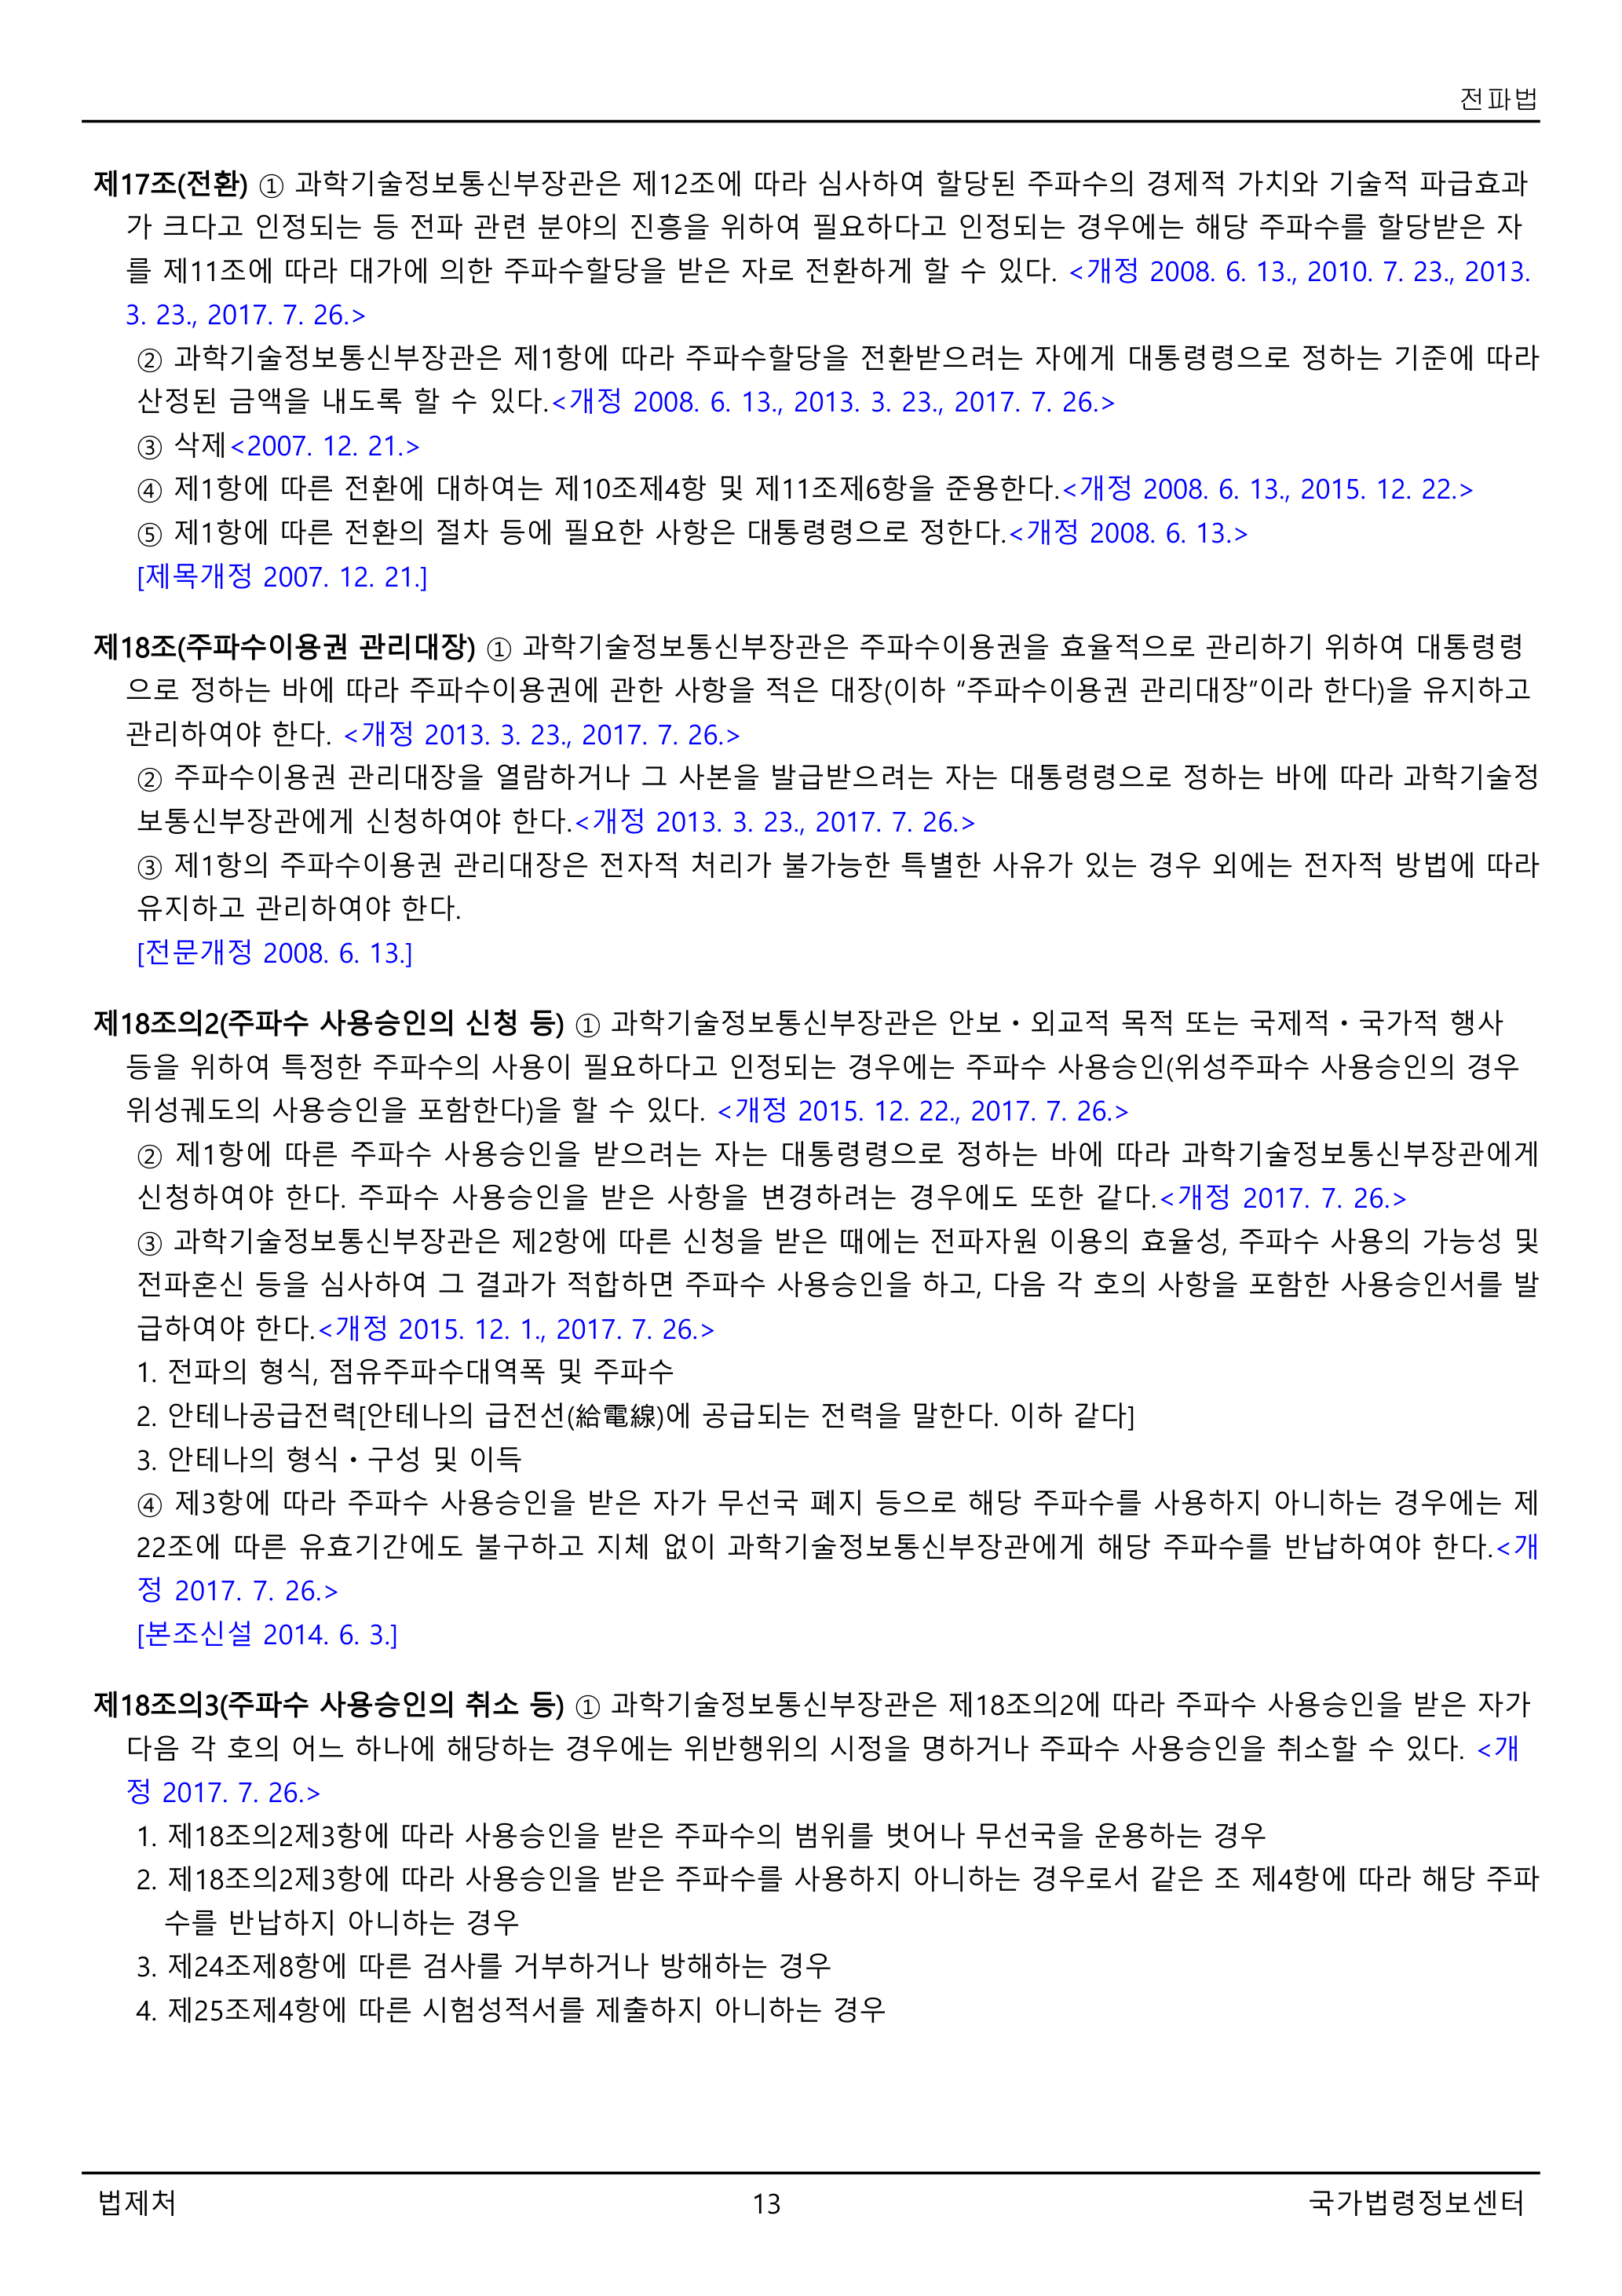 전파법
제17조(전환) ① 과학기술정보통신부장관은 제12조에 따라 심사하여 할당된 주파수의 경제적 가치와 기술적 파급효과
가 크다고 인정되는 등 전파 관련 분야의 진흥을 위하여 필요하다고 인정되는 경우에는 해당 주파수를 할당받은 자
를 제11조에 따라 대가에 의한 주파수할당을 받은 자로 전환하게 할 수 있다. <개정 2008. 6. 13., 2010. 7. 23., 2013.
3. 23., 2017. 7. 26.>
② 과학기술정보통신부장관은 제1항에 따라 주파수할당을 전환받으려는 자에게 대통령령으로 정하는 기준에 따라
산정된 금액을 내도록 할 수 있다.<개정 2008. 6. 13., 2013. 3. 23., 2017. 7. 26.>
③ 삭제<2007. 12. 21.>
④ 제1항에 따른 전환에 대하여는 제10조제4항 및 제11조제6항을 준용한다.<개정 2008. 6. 13., 2015. 12. 22.>
⑤ 제1항에 따른 전환의 절차 등에 필요한 사항은 대통령령으로 정한다.<개정 2008. 6. 13.>
[제목개정 2007. 12. 21.]
제18조(주파수이용권 관리대장) ① 과학기술정보통신부장관은 주파수이용권을 효율적으로 관리하기 위하여 대통령령
으로 정하는 바에 따라 주파수이용권에 관한 사항을 적은 대장(이하 “주파수이용권 관리대장”이라 한다)을 유지하고
관리하여야 한다. <개정 2013. 3. 23., 2017. 7. 26.>
② 주파수이용권 관리대장을 열람하거나 그 사본을 발급받으려는 자는 대통령령으로 정하는 바에 따라 과학기술정
보통신부장관에게 신청하여야 한다.<개정 2013. 3. 23., 2017. 7. 26.>
③ 제1항의 주파수이용권 관리대장은 전자적 처리가 불가능한 특별한 사유가 있는 경우 외에는 전자적 방법에 따라
유지하고 관리하여야 한다.
[전문개정 2008. 6. 13.]
제18조의2(주파수 사용승인의 신청 등) ① 과학기술정보통신부장관은 안보ㆍ외교적 목적 또는 국제적ㆍ국가적 행사
등을 위하여 특정한 주파수의 사용이 필요하다고 인정되는 경우에는 주파수 사용승인(위성주파수 사용승인의 경우
위성궤도의 사용승인을 포함한다)을 할 수 있다. <개정 2015. 12. 22., 2017. 7. 26.>
② 제1항에 따른 주파수 사용승인을 받으려는 자는 대통령령으로 정하는 바에 따라 과학기술정보통신부장관에게
신청하여야 한다. 주파수 사용승인을 받은 사항을 변경하려는 경우에도 또한 같다.<개정 2017. 7. 26.>
③ 과학기술정보통신부장관은 제2항에 따른 신청을 받은 때에는 전파자원 이용의 효율성, 주파수 사용의 가능성 및
전파혼신 등을 심사하여 그 결과가 적합하면 주파수 사용승인을 하고, 다음 각 호의 사항을 포함한 사용승인서를 발
급하여야 한다.<개정 2015. 12. 1., 2017. 7. 26.>
1. 전파의 형식, 점유주파수대역폭 및 주파수
2. 안테나공급전력[안테나의 급전선(給電線)에 공급되는 전력을 말한다. 이하 같다]
3. 안테나의 형식ㆍ구성 및 이득
④ 제3항에 따라 주파수 사용승인을 받은 자가 무선국 폐지 등으로 해당 주파수를 사용하지 아니하는 경우에는 제
22조에 따른 유효기간에도 불구하고 지체 없이 과학기술정보통신부장관에게 해당 주파수를 반납하여야 한다.<개
정 2017. 7. 26.>
[본조신설 2014. 6. 3.]
제18조의3(주파수 사용승인의 취소 등) ① 과학기술정보통신부장관은 제18조의2에 따라 주파수 사용승인을 받은 자가
다음 각 호의 어느 하나에 해당하는 경우에는 위반행위의 시정을 명하거나 주파수 사용승인을 취소할 수 있다. <개
정 2017. 7. 26.>
1. 제18조의2제3항에 따라 사용승인을 받은 주파수의 범위를 벗어나 무선국을 운용하는 경우
2. 제18조의2제3항에 따라 사용승인을 받은 주파수를 사용하지 아니하는 경우로서 같은 조 제4항에 따라 해당 주파
수를 반납하지 아니하는 경우
3. 제24조제8항에 따른 검사를 거부하거나 방해하는 경우
4. 제25조제4항에 따른 시험성적서를 제출하지 아니하는 경우
법제처 13 국가법령정보센터